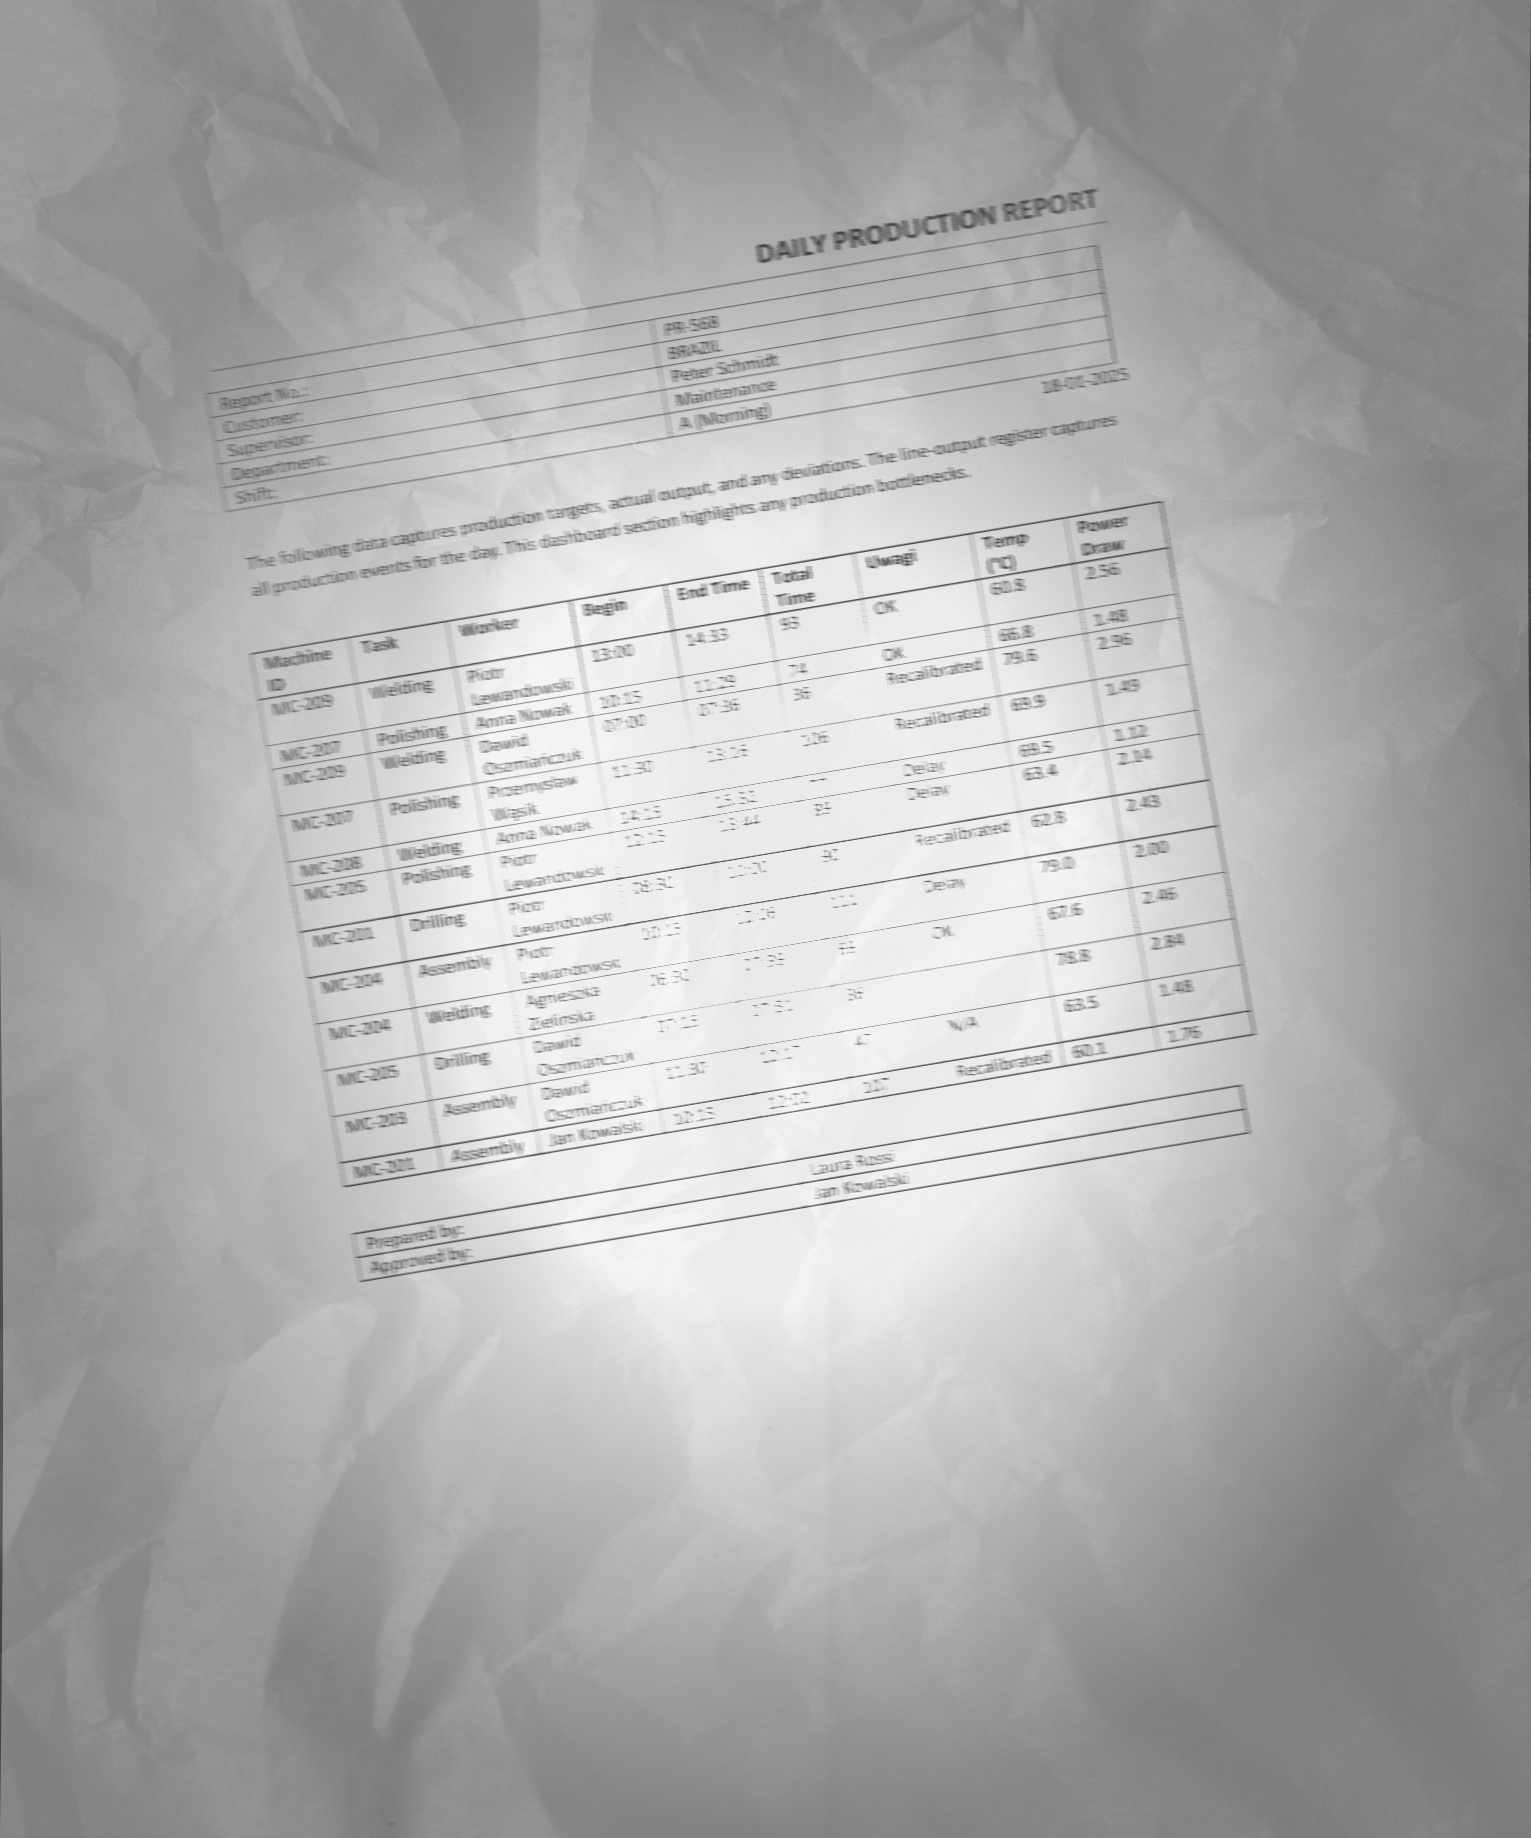 DAILY PRODUCTION REPORT
Report No.: PR-568
Customer: BRAZIL
Supervisor: Peter Schmidt
Department: Maintenance
Shift: A (Morning)
18-01-2025
The following data captures production targets, actual output, and any deviations. The line-output register captures
all production events for the day. This dashboard section highlights any production bottlenecks.
Machine ID Task Worker Begin End Time Total Time Uwagi Temp (°C) Power Draw
MC-209 Welding Piotr Lewandowski 13:00 14:33 93 OK 60.8 2.56
MC-207 Polishing Anna Nowak 10:15 11:29 74 OK 66.8 1.48
MC-209 Welding Dawid Oszmiańczuk 07:00 07:36 36 Recalibrated 79.6 2.96
MC-207 Polishing Przemysław Wąsik 11:30 13:16 106 Recalibrated 69.9 1.49
MC-208 Welding Anna Nowak 14:15 Delay 69.5 1.12
MC-205 Polishing Piotr Lewandowski 12:15 13:44 89 Delay 63.4 2.14
MC-201 Drilling Piotr Lewandowski 08:30 90 Recalibrated 62.8 2.43
MC-204 Assembly Piotr Lewandowski 10:15 111 Delay 79.0 2.00
MC-204 Welding Agnieszka Zielińska 06:30 OK 67.6 2.46
MC-205 Drilling Dawid Oszmiańczuk 07:15 36 78.8 2.84
MC-203 Assembly Dawid Oszmiańczuk 11:30 12:17 47 N/A 63.5 1.48
MC-201 Assembly Jan Kowalski 10:15 12:02 107 Recalibrated 60.1 1.76
Prepared by: Laura Rossi
Approved by: Jan Kowalski